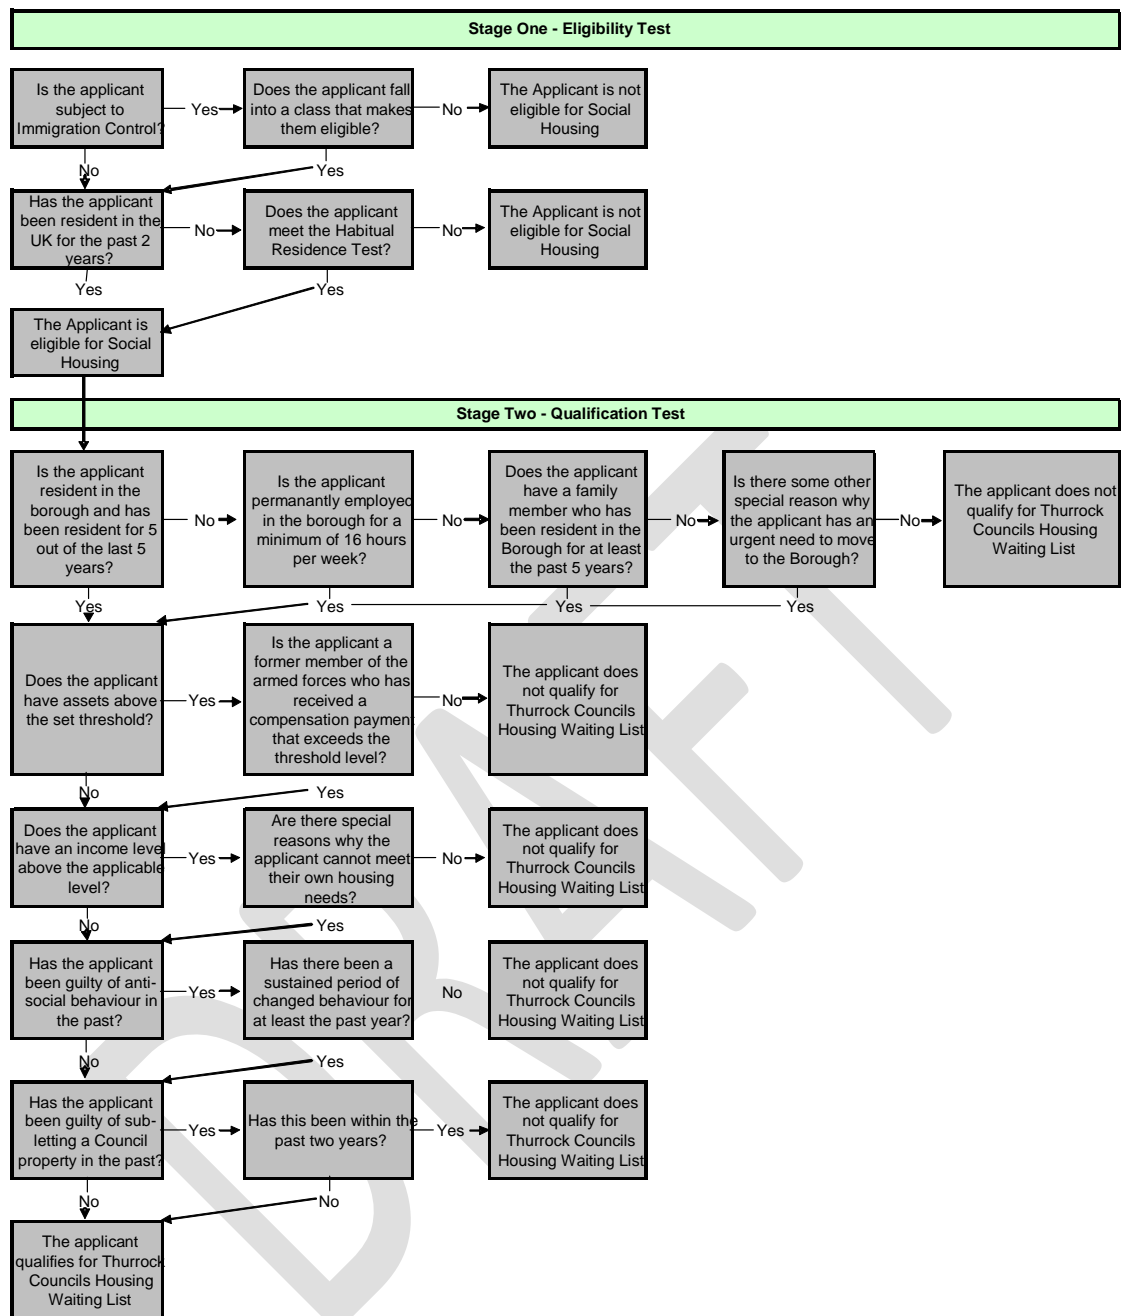 Stage One - Eligibility Test
Is the applicant
subject to
Immigration Control?
Yes
Does the applicant fall
into a class that makes
them eligible?
No
The Applicant is not
eligible for Social
Housing
No
Yes
Has the applicant
been resident in the
UK for the past 2
years?
No
Does the applicant
meet the Habitual
Residence Test?
No
The Applicant is not
eligible for Social
Housing
Yes
Yes
The Applicant is
eligible for Social
Housing
Stage Two - Qualification Test
Is the applicant
resident in the
borough and has
been resident for 5
out of the last 5
years?
No
Is the applicant
permanantly employed
in the borough for a
minimum of 16 hours
per week?
No
Does the applicant
have a family
member who has
been resident in the
Borough for at least
the past 5 years?
No
Is there some other
special reason why
the applicant has an
urgent need to move
to the Borough?
No
The applicant does not
qualify for Thurrock
Councils Housing
Waiting List
Yes
Yes
Yes
Yes
Does the applicant
have assets above
the set threshold?
Yes
Is the applicant a
former member of the
armed forces who has
received a
compensation payment
that exceeds the
threshold level?
No
The applicant does
not qualify for
Thurrock Councils
Housing Waiting List
No
Yes
Does the applicant
have an income level
above the applicable
level?
Yes
Are there special
reasons why the
applicant cannot meet
their own housing
needs?
No
The applicant does
not qualify for
Thurrock Councils
Housing Waiting List
No
Yes
Has the applicant
been guilty of anti-
social behaviour in
the past?
Yes
Has there been a
sustained period of
changed behaviour for
at least the past year?
No
The applicant does
not qualify for
Thurrock Councils
Housing Waiting List
No
Yes
Has the applicant
been guilty of sub-
letting a Council
property in the past?
Yes
Has this been within the
past two years?
Yes
The applicant does
not qualify for
Thurrock Councils
Housing Waiting List
No
No
The applicant
qualifies for Thurrock
Councils Housing
Waiting List
DRAFT